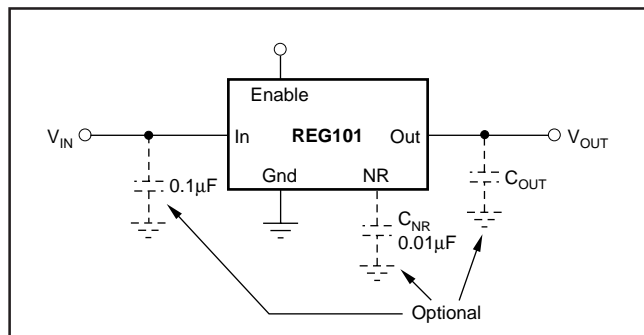 Enable
V_IN
In
REG101
Out
V_OUT
Gnd
NR
0.1µF
C_OUT
C_NR
0.01µF
Optional